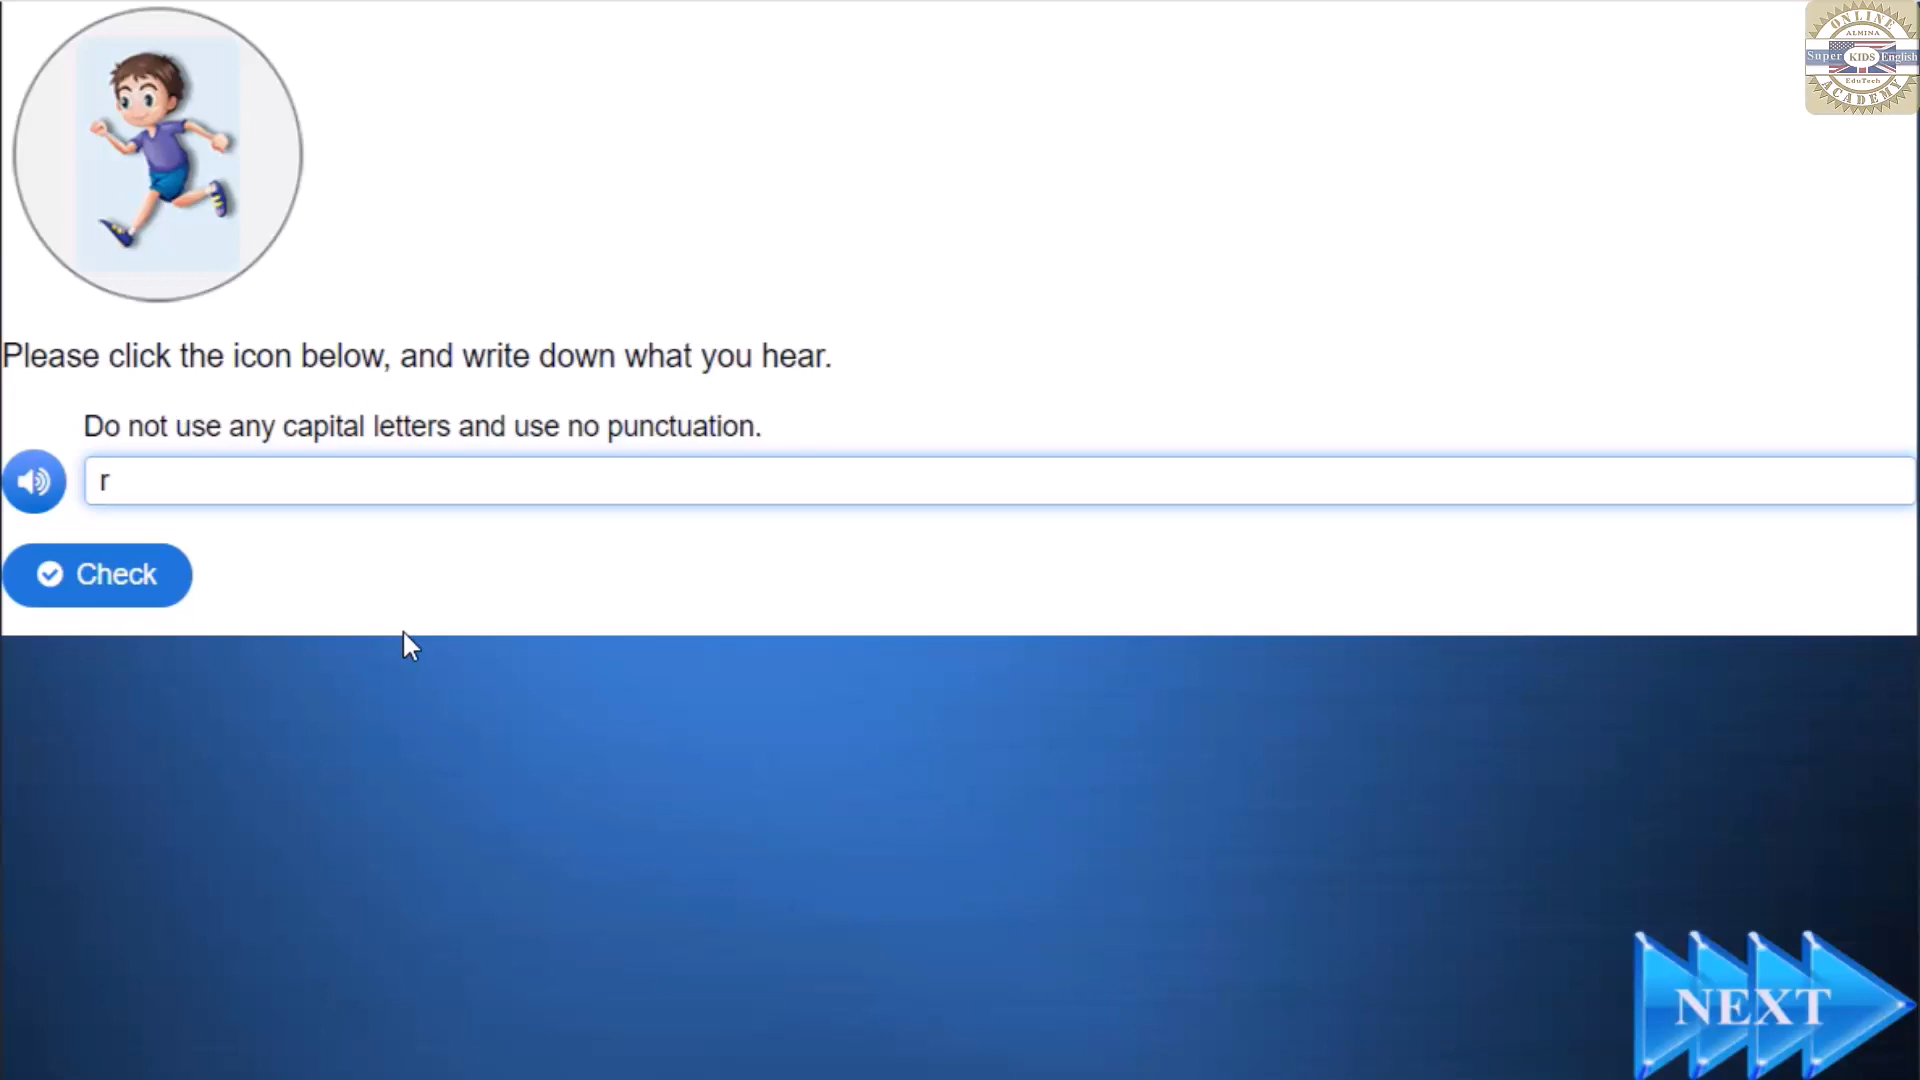 ONLINE
ALMINA
Super KIDS English
EduTech
ACADEMY
Please click the icon below, and write down what you hear.
Do not use any capital letters and use no punctuation.
r
Check
NEXT